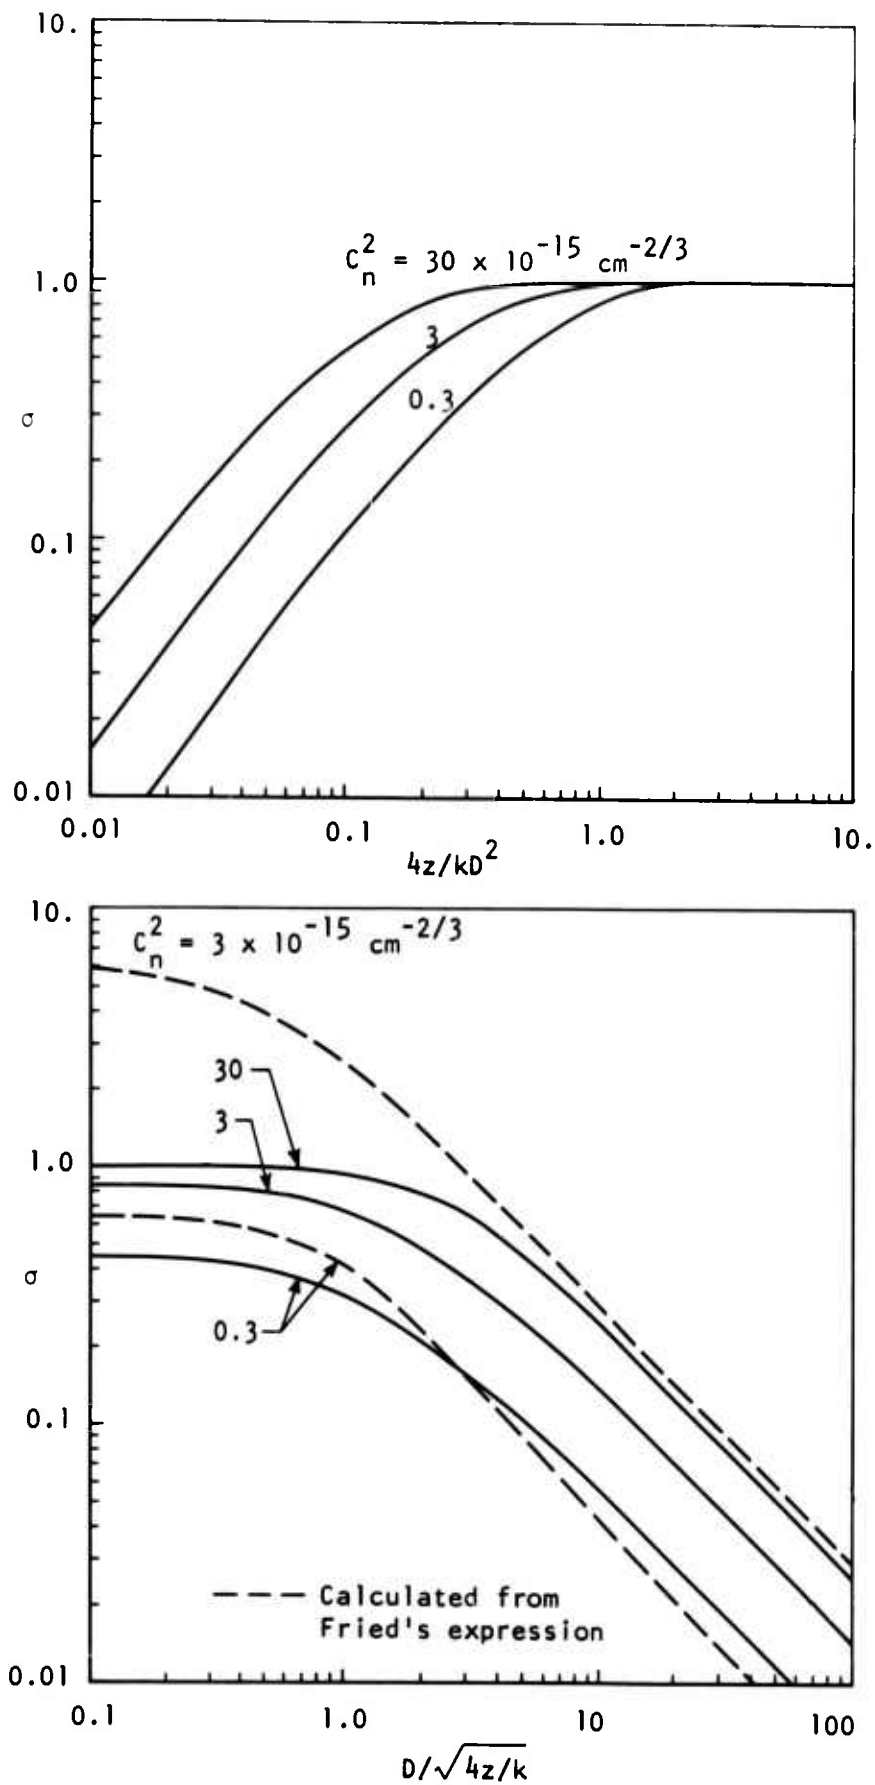 10.
C_n^2 = 30 x 10^-15 cm^-2/3
1.0
3
0.3
σ
0.1
0.01
0.01 0.1 1.0 10.
4z/kD^2
10.
C_n^2 = 3 x 10^-15 cm^-2/3
30
3
1.0
σ
0.3
0.1
Calculated from
Fried's expression
0.01
0.1 1.0 10 100
D/√4z/k